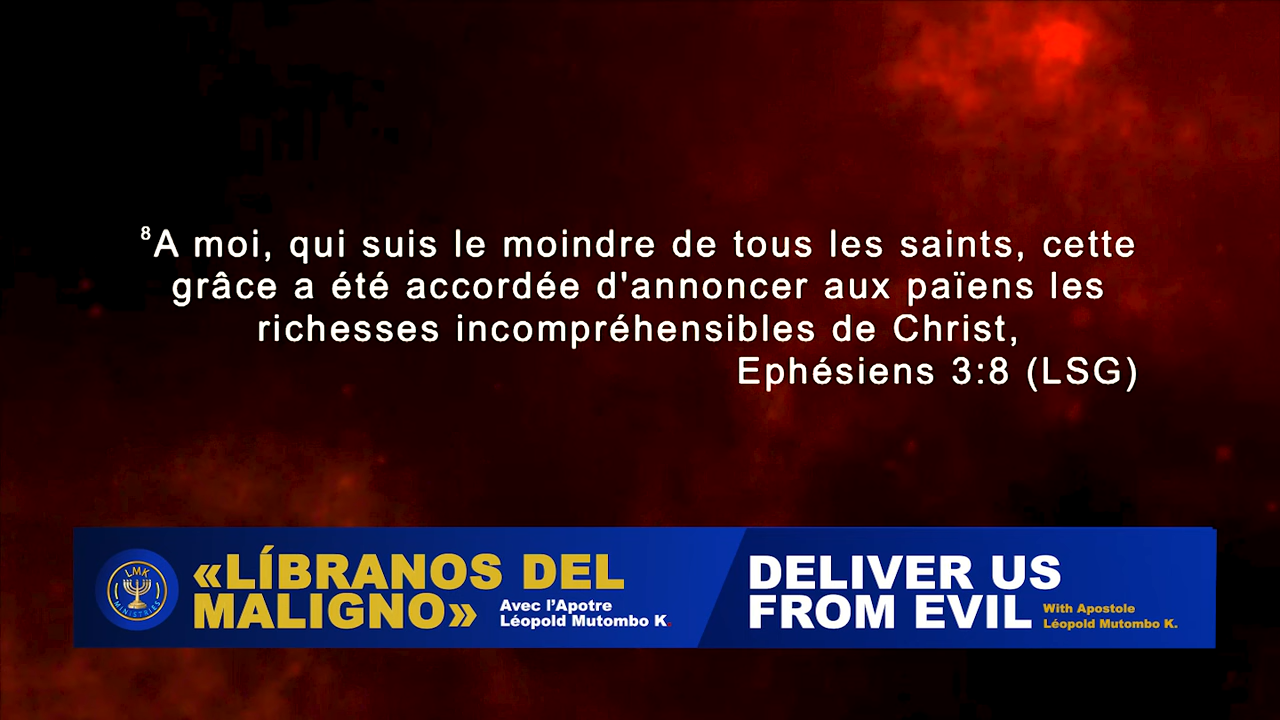 ⁸A moi, qui suis le moindre de tous les saints, cette
grâce a été accordée d'annoncer aux païens les
richesses incompréhensibles de Christ,
Ephésiens 3:8 (LSG)
LMK
MINISTRIES
«LÍBRANOS DEL
MALIGNO»
Avec l'Apotre
Léopold Mutombo K.
DELIVER US
FROM EVIL
With Apostole
Léopold Mutombo K.